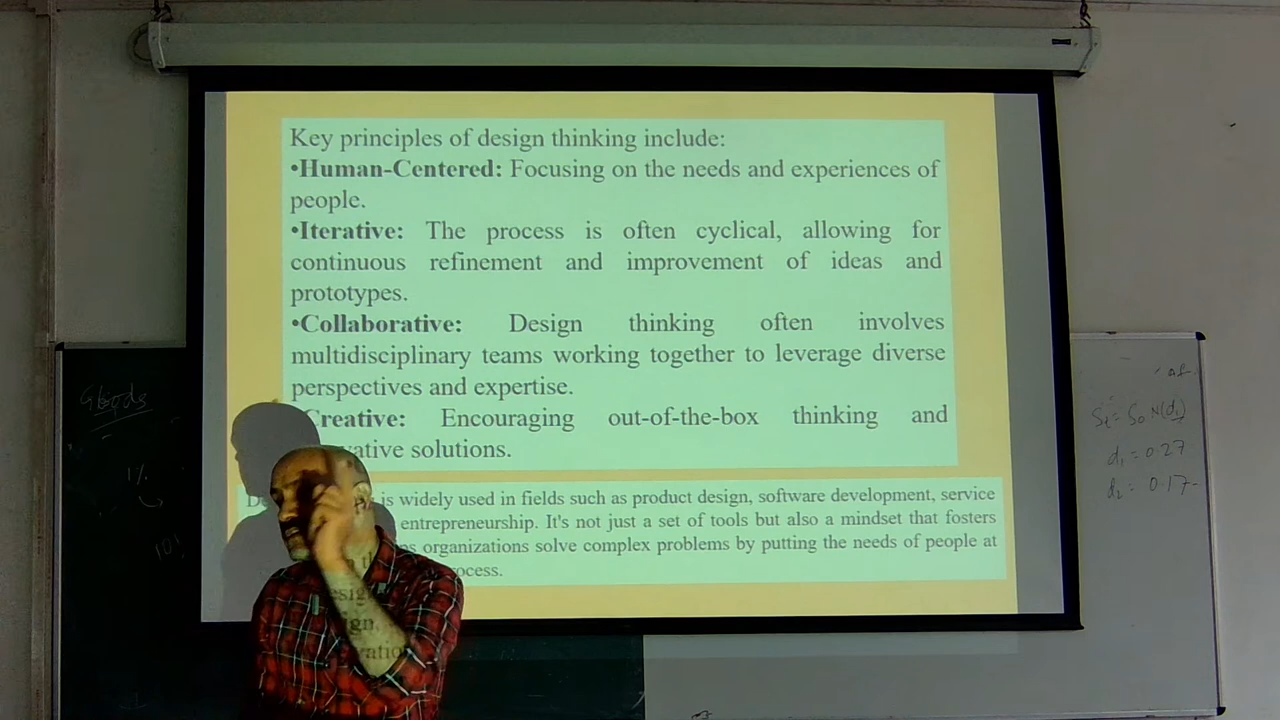 Key principles of design thinking include:
•Human-Centered: Focusing on the needs and experiences of
people.
•Iterative: The process is often cyclical, allowing for
continuous refinement and improvement of ideas and
prototypes.
•Collaborative: Design thinking often involves
multidisciplinary teams working together to leverage diverse
perspectives and expertise.
Creative: Encouraging out-of-the-box thinking and
solutions.
is widely used in fields such as product design, software development, service
entrepreneurship. It's not just a set of tools but also a mindset that fosters
organizations solve complex problems by putting the needs of people at
1%
d₁ = 0.27
d₂ = 0.17